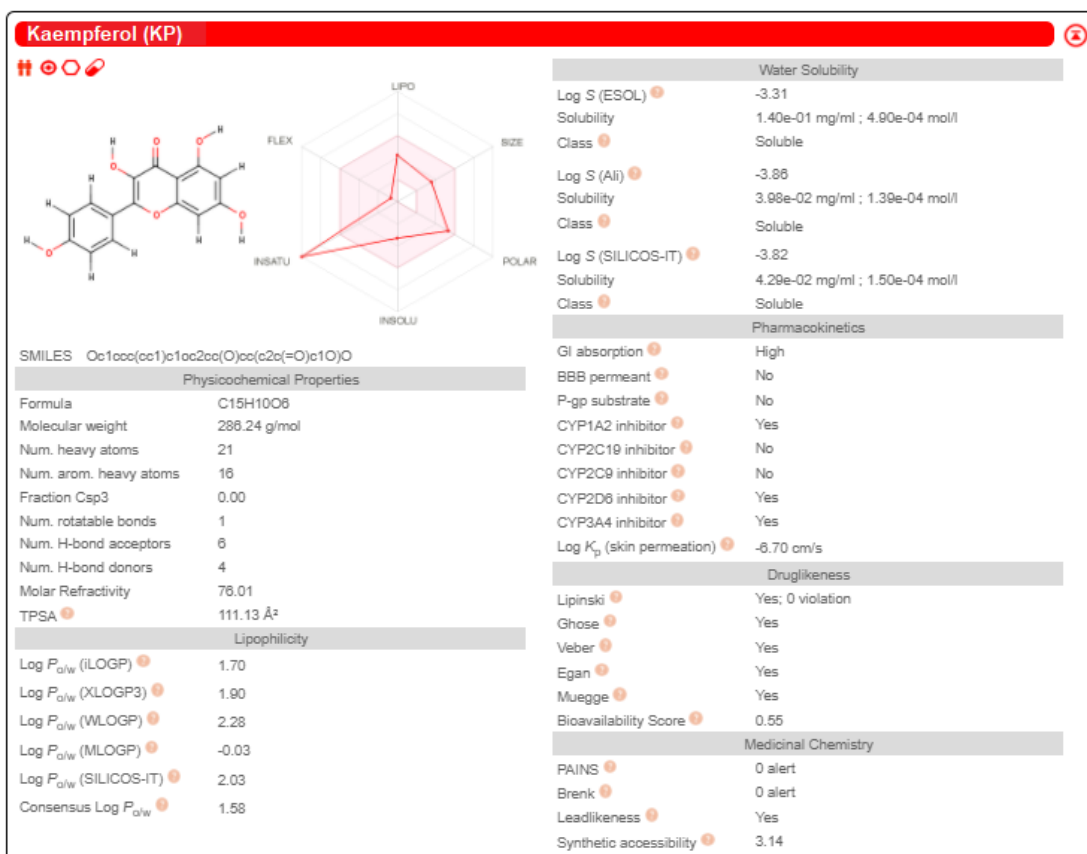 Kaempferol (KP)
LIPO
FLEX
SIZE
INSATU
POLAR
INSOLU
H
O
O
O
H
H
H
H
O
O
H
H
H
O
H
H
SMILES Oc1ccc(cc1)c1oc2cc(O)cc(c2c(=O)c1O)O
Physicochemical Properties
Formula C15H10O6
Molecular weight 286.24 g/mol
Num. heavy atoms 21
Num. arom. heavy atoms 16
Fraction Csp3 0.00
Num. rotatable bonds 1
Num. H-bond acceptors 6
Num. H-bond donors 4
Molar Refractivity 76.01
TPSA ? 111.13 Å²
Lipophilicity
Log Po/w (iLOGP) ? 1.70
Log Po/w (XLOGP3) ? 1.90
Log Po/w (WLOGP) ? 2.28
Log Po/w (MLOGP) ? -0.03
Log Po/w (SILICOS-IT) ? 2.03
Consensus Log Po/w ? 1.58
Water Solubility
Log S (ESOL) ? -3.31
Solubility 1.40e-01 mg/ml ; 4.90e-04 mol/l
Class ? Soluble
Log S (Ali) ? -3.86
Solubility 3.98e-02 mg/ml ; 1.39e-04 mol/l
Class ? Soluble
Log S (SILICOS-IT) ? -3.82
Solubility 4.29e-02 mg/ml ; 1.50e-04 mol/l
Class ? Soluble
Pharmacokinetics
GI absorption ? High
BBB permeant ? No
P-gp substrate ? No
CYP1A2 inhibitor ? Yes
CYP2C19 inhibitor ? No
CYP2C9 inhibitor ? No
CYP2D6 inhibitor ? Yes
CYP3A4 inhibitor ? Yes
Log Kp (skin permeation) ? -6.70 cm/s
Druglikeness
Lipinski ? Yes; 0 violation
Ghose ? Yes
Veber ? Yes
Egan ? Yes
Muegge ? Yes
Bioavailability Score ? 0.55
Medicinal Chemistry
PAINS ? 0 alert
Brenk ? 0 alert
Leadlikeness ? Yes
Synthetic accessibility ? 3.14